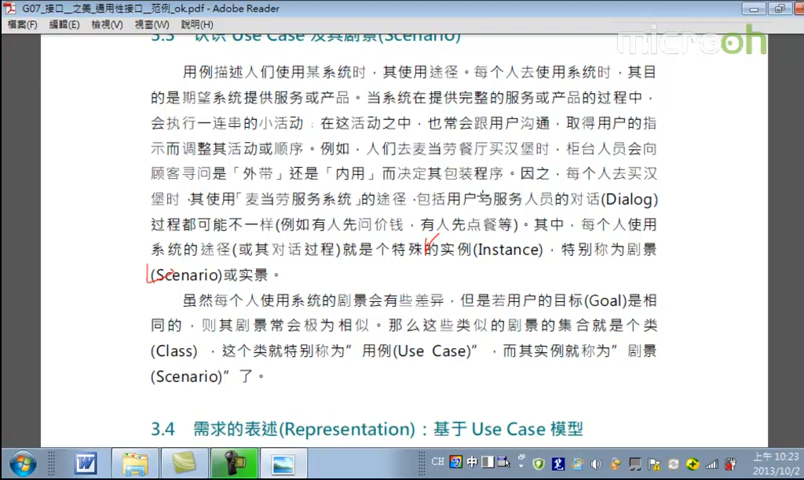 G07_接口__之美_通用性接口__范例_ok.pdf - Adobe Reader
檔案(F) 編輯(E) 檢視(V) 視窗(W) 說明(H)
microoh
3.3 认识 Use Case 及其剧景(Scenario)
用例描述人们使用某系统时，其使用途径。每个人去使用系统时，其目
的是期望系统提供服务或产品。当系统在提供完整的服务或产品的过程中，
会执行一连串的小活动；在这活动之中，也常会跟用户沟通，取得用户的指
示而调整其活动或顺序。例如，人们去麦当劳餐厅买汉堡时，柜台人员会向
顾客寻问是「外带」还是「内用」而决定其包装程序。因之，每个人去买汉
堡时，其使用「麦当劳服务系统」的途径，包括用户与服务人员的对话(Dialog)
过程都可能不一样(例如有人先问价钱，有人先点餐等)。其中，每个人使用
系统的途径(或其对话过程)就是个特殊的实例(Instance)，特别称为剧景
(Scenario)或实景。
虽然每个人使用系统的剧景会有些差异，但是若用户的目标(Goal)是相
同的，则其剧景常会极为相似。那么这些类似的剧景的集合就是个类
(Class)，这个类就特别称为"用例(Use Case)"，而其实例就称为"剧景
(Scenario)"了。
3.4 需求的表述(Representation)：基于 Use Case 模型
CH 中 上午 10:23
2013/10/2